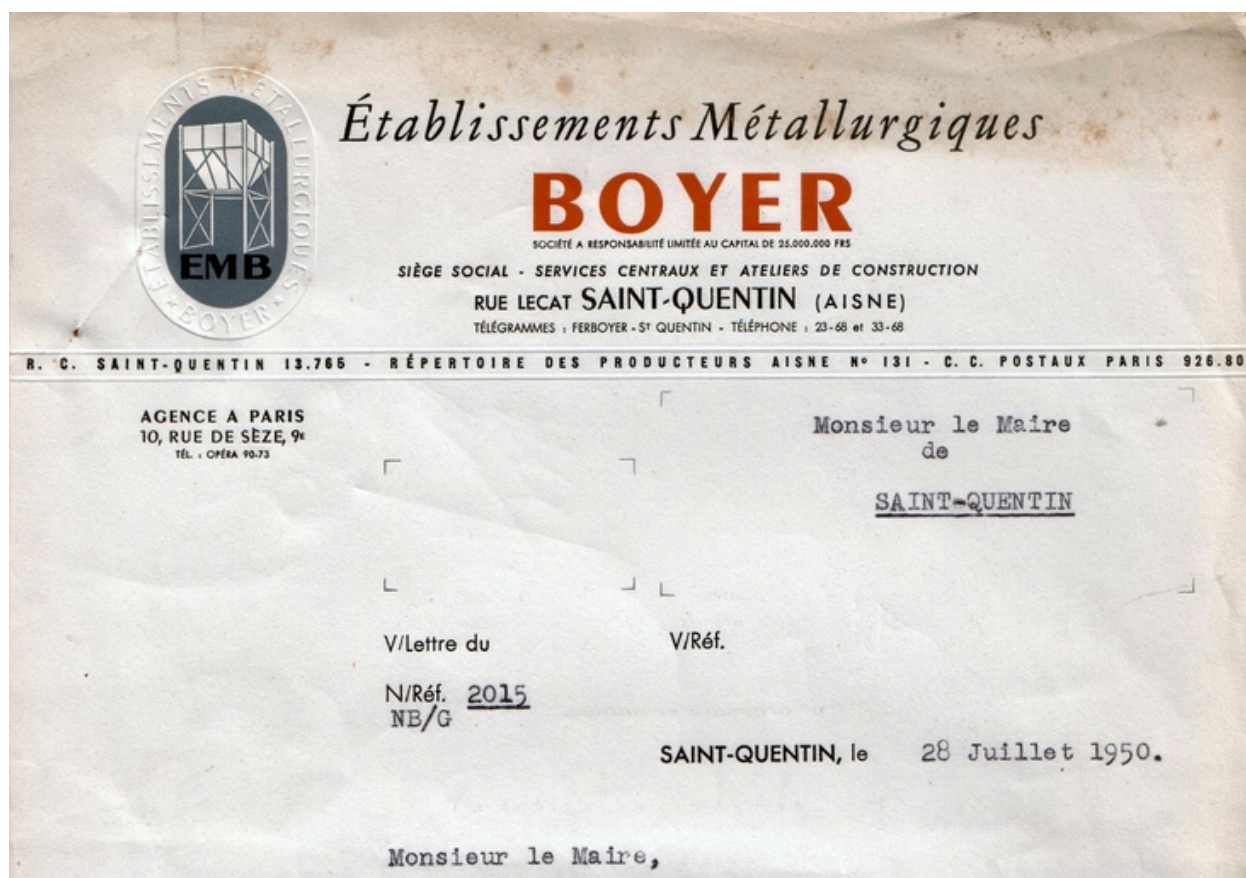 ÉTABLISSEMENTS MÉTALLURGIQUES
★ BOYER ★
EMB
Établissements Métallurgiques
BOYER
SOCIÉTÉ A RESPONSABILITÉ LIMITÉE AU CAPITAL DE 25.000.000 FRS
SIÈGE SOCIAL - SERVICES CENTRAUX ET ATELIERS DE CONSTRUCTION
RUE LECAT SAINT-QUENTIN (AISNE)
TÉLÉGRAMMES : FERBOYER - ST QUENTIN - TÉLÉPHONE : 23-68 et 33-68
R. C. SAINT-QUENTIN 13.765 - RÉPERTOIRE DES PRODUCTEURS AISNE No 131 - C. C. POSTAUX PARIS 926.80
AGENCE A PARIS
10, RUE DE SÈZE, 9e
TÉL. : OPÉRA 90-73
Monsieur le Maire
de
SAINT-QUENTIN
V/Lettre du
V/Réf.
N/Réf. 2015
NB/G
SAINT-QUENTIN, le 28 Juillet 1950.
Monsieur le Maire,